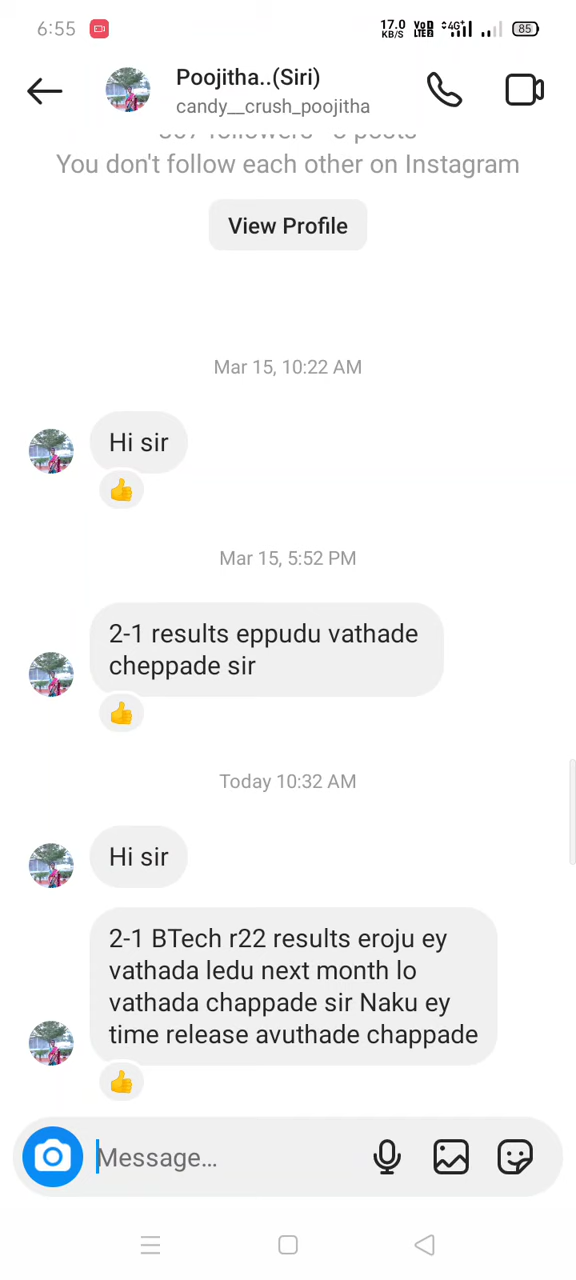 6:55
17.0 KB/S VoD LTE2 4G+ 85
Poojitha..(Siri)
candy__crush_poojitha
You don't follow each other on Instagram
View Profile
Mar 15, 10:22 AM
Hi sir
Mar 15, 5:52 PM
2-1 results eppudu vathade
cheppade sir
Today 10:32 AM
Hi sir
2-1 BTech r22 results eroju ey
vathada ledu next month lo
vathada chappade sir Naku ey
time release avuthade chappade
Message...